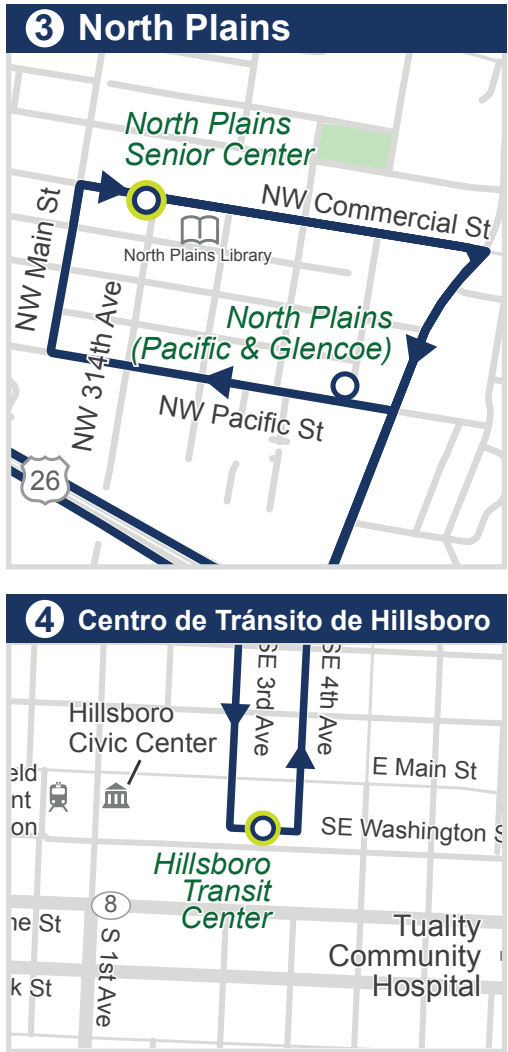 3 North Plains
North Plains
Senior Center
NW Commercial St
NW Main St
North Plains Library
NW 314th Ave
North Plains
(Pacific & Glencoe)
NW Pacific St
26
4 Centro de Tránsito de Hillsboro
SE 3rd Ave
SE 4th Ave
Hillsboro
Civic Center
E Main St
SE Washington
Hillsboro
Transit
Center
8
S 1st Ave
St
St
Tuality
Community
Hospital